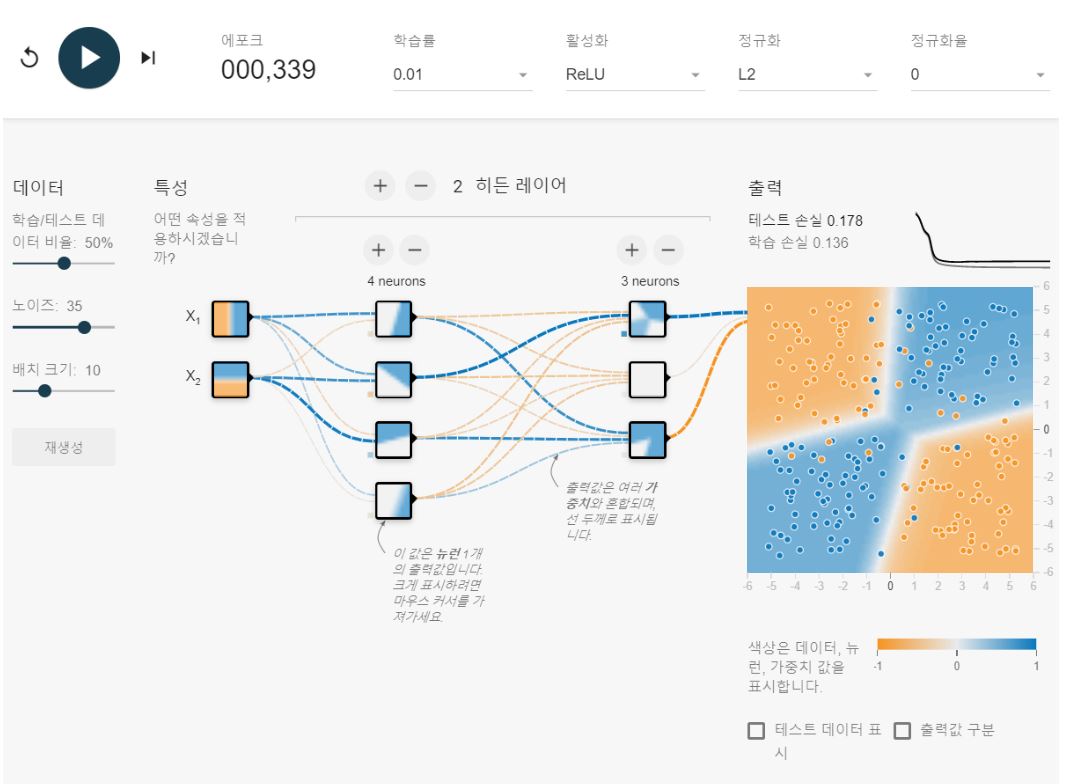 에포크
000,339
학습률
0.01
활성화
ReLU
정규화
L2
정규화율
0
데이터
학습/테스트 데
이터 비율: 50%
노이즈: 35
배치 크기: 10
재생성
특성
어떤 속성을 적
용하시겠습니
까?
X1
X2
+ − 2 히든 레이어
+ −
4 neurons
+ −
3 neurons
이 값은 뉴런 1개
의 출력값입니다.
크게 표시하려면
마우스 커서를 가
져가세요.
출력값은 여러 가
중치와 혼합되며,
선 두께로 표시됩
니다.
출력
테스트 손실 0.178
학습 손실 0.136
6
5
4
3
2
1
0
-1
-2
-3
-4
-5
-6
-6 -5 -4 -3 -2 -1 0 1 2 3 4 5 6
색상은 데이터, 뉴
런, 가중치 값을
표시합니다.
-1 0 1
테스트 데이터 표
시
출력값 구분